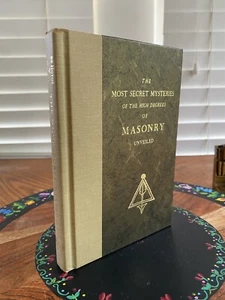 THE
MOST SECRET MYSTERIES
OF THE HIGH DEGREES
OF
MASONRY
UNVEILED